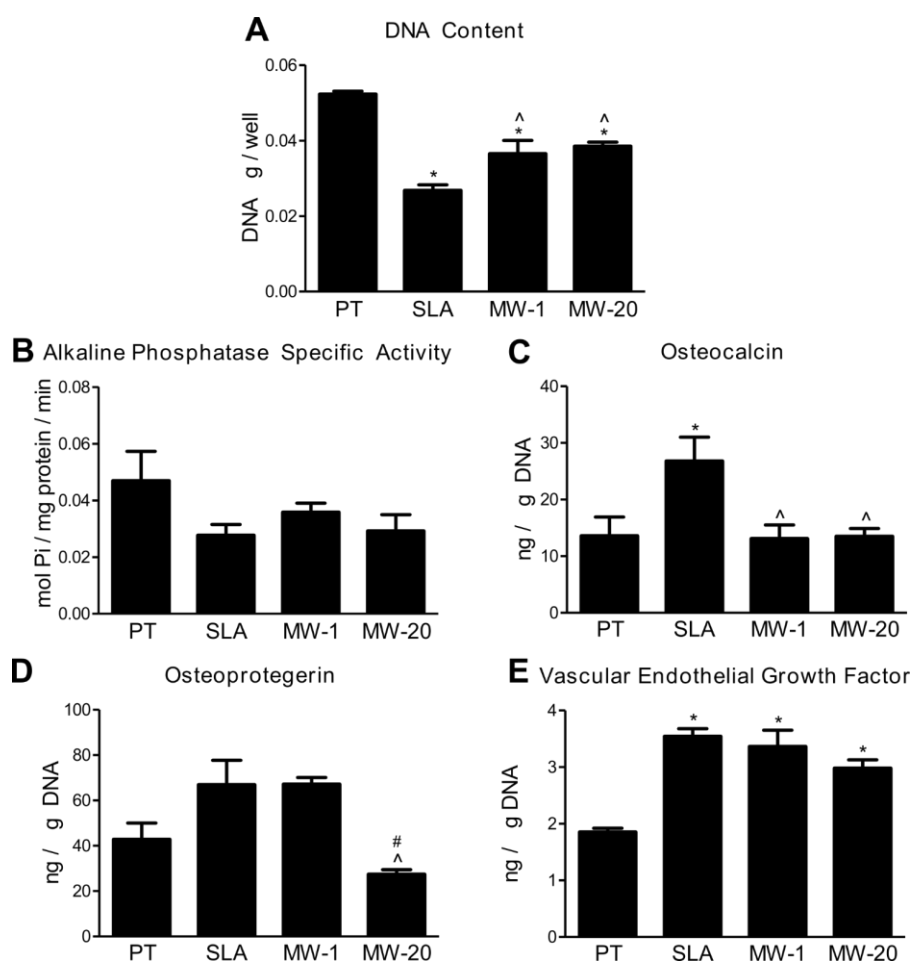 A DNA Content
0.06
0.04
0.02
0.00
DNA g / well
*
^
*
^
*
PT SLA MW-1 MW-20
B Alkaline Phosphatase Specific Activity
0.08
0.06
0.04
0.02
0.00
mol Pi / mg protein / min
PT SLA MW-1 MW-20
C Osteocalcin
40
30
20
10
0
ng / g DNA
*
^
^
PT SLA MW-1 MW-20
D Osteoprotegerin
100
80
60
40
20
0
ng / g DNA
#
^
PT SLA MW-1 MW-20
E Vascular Endothelial Growth Factor
4
3
2
1
0
ng / g DNA
*
*
*
PT SLA MW-1 MW-20